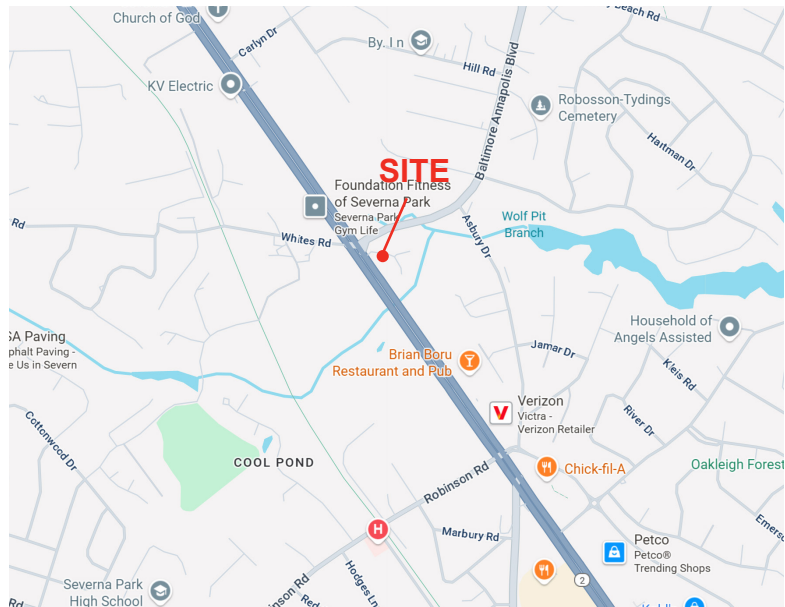 Church of God
Carlyn Dr
By. I n
y Beach Rd
Hill Rd
KV Electric
Baltimore Annapolis Blvd
Robosson-Tydings
Cemetery
Hartman Dr
SITE
Foundation Fitness
of Severna Park
Severna Park
Gym Life
Rd
Whites Rd
Asbury Dr
Wolf Pit
Branch
SA Paving
phalt Paving -
e Us in Severn
Household of
Angels Assisted
Brian Boru
Restaurant and Pub
Jamar Dr
Kleis Rd
Verizon
Victra -
Verizon Retailer
River Dr
Cottonwood Dr
COOL POND
Robinson Rd
Chick-fil-A
Oakleigh Forest
H
Marbury Rd
Emers
Petco
Petco®
Trending Shops
Severna Park
High School
inson Rd
Red
Hodges Ln
2